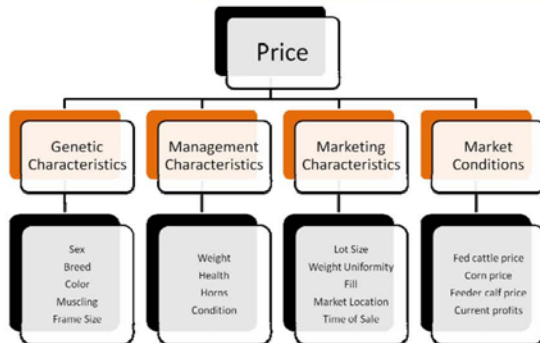 Price
Genetic
Characteristics
Management
Characteristics
Marketing
Characteristics
Market
Conditions
Sex
Breed
Color
Muscling
Frame Size
Weight
Health
Horns
Condition
Lot Size
Weight Uniformity
Fill
Market Location
Time of Sale
Fed cattle price
Corn price
Feeder calf price
Current profits